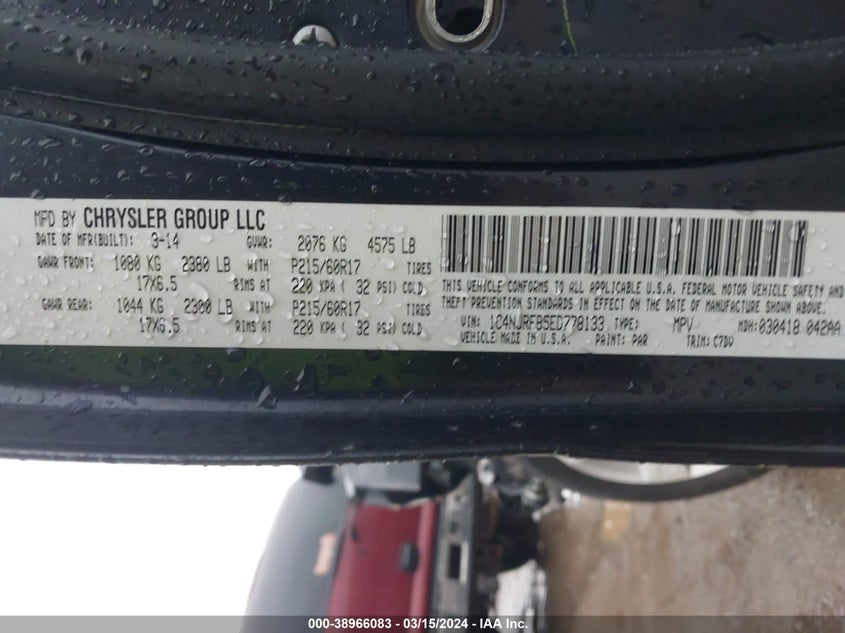 MFD BY CHRYSLER GROUP LLC
DATE OF MFR(BUILT): 3-14 GVWR: 2076 KG 4575 LB
GAWR FRONT: 1080 KG 2380 LB WITH P215/60R17 TIRES
17X6.5 RIMS AT 220 KPA ( 32 PSI) COLD
GAWR REAR: 1044 KG 2300 LB WITH P215/60R17 TIRES
17X6.5 RIMS AT 220 KPA ( 32 PSI) COLD
THIS VEHICLE CONFORMS TO ALL APPLICABLE U.S.A. FEDERAL MOTOR VEHICLE SAFETY AND
THEFT PREVENTION STANDARDS IN EFFECT ON THE DATE OF MANUFACTURE SHOWN ABOVE.
VIN: 1C4NJRFB5ED778133 TYPE: MPV MDH: 030418 042AA
VEHICLE MADE IN U.S.A. PAINT: PAR TRIM: C7DV
000-38966083 - 03/15/2024 - IAA Inc.